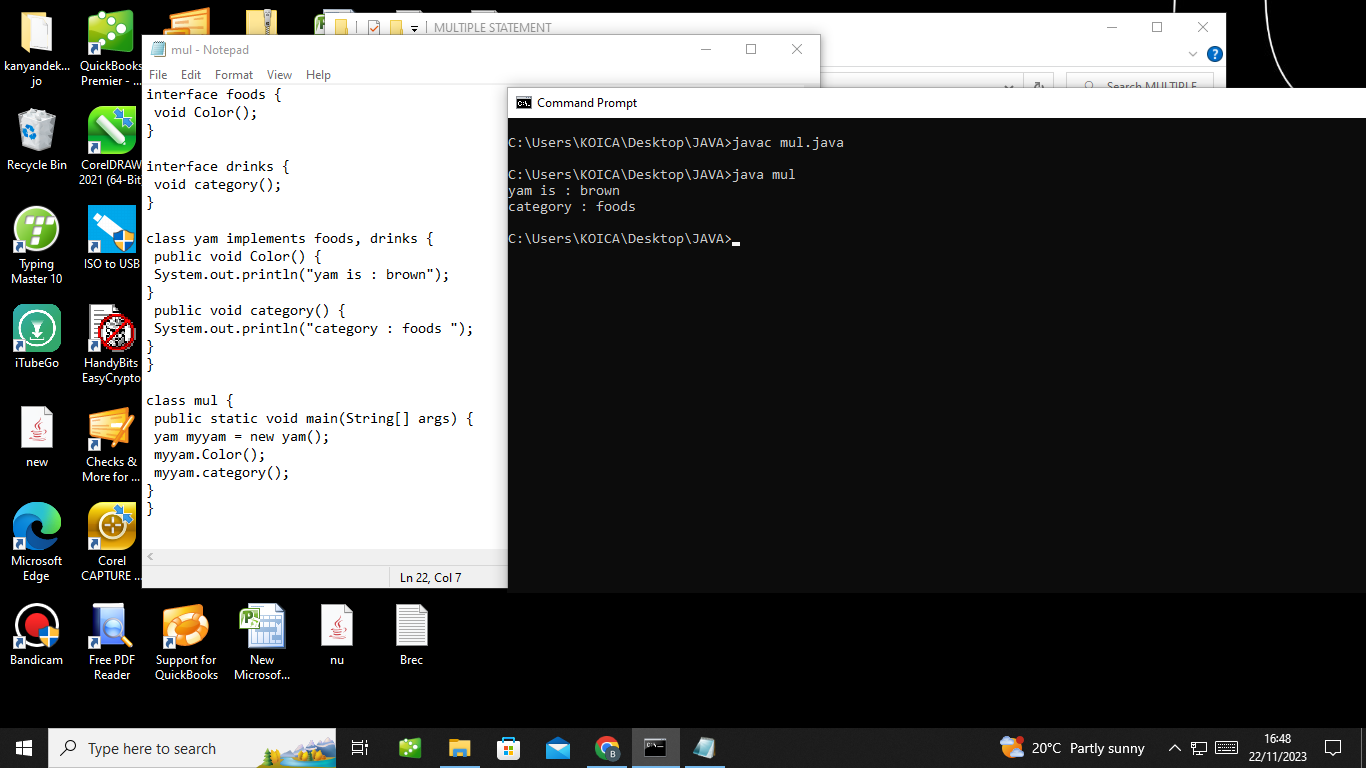 MULTIPLE STATEMENT
mul - Notepad
File Edit Format View Help
interface foods {
void Color();
}
interface drinks {
void category();
}
class yam implements foods, drinks {
public void Color() {
System.out.println("yam is : brown");
}
public void category() {
System.out.println("category : foods ");
}
}
class mul {
public static void main(String[] args) {
yam myyam = new yam();
myyam.Color();
myyam.category();
}
}
Ln 22, Col 7
Search MULTIPLE
Command Prompt
C:\Users\KOICA\Desktop\JAVA>javac mul.java
C:\Users\KOICA\Desktop\JAVA>java mul
yam is : brown
category : foods
C:\Users\KOICA\Desktop\JAVA>
kanyandek...
jo
QuickBooks
Premier - ...
Recycle Bin
CorelDRAW
2021 (64-Bit
Typing
Master 10
ISO to USB
iTubeGo
HandyBits
EasyCrypto
new
Checks &
More for ...
Microsoft
Edge
Corel
CAPTURE ...
Bandicam
Free PDF
Reader
Support for
QuickBooks
New
Microsof...
nu
Brec
Type here to search
20°C Partly sunny
16:48
22/11/2023